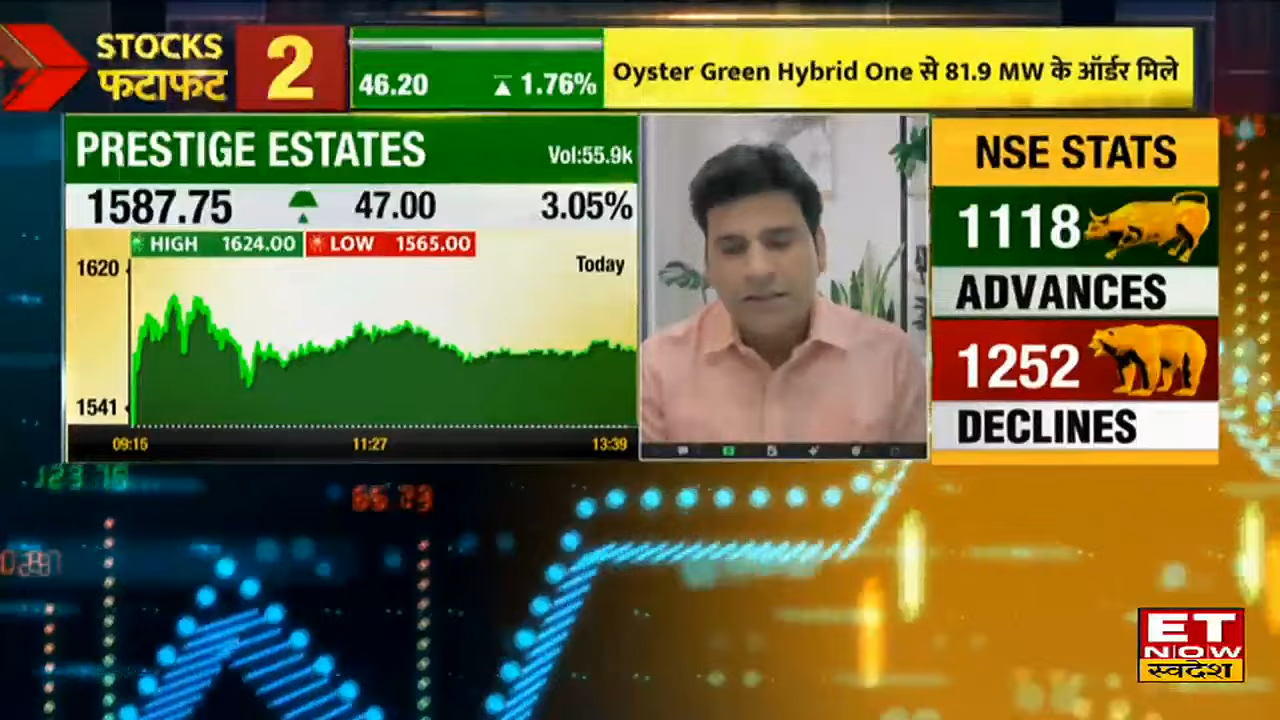 STOCKS
फटाफट
2
46.20 1.76%
Oyster Green Hybrid One से 81.9 MW के ऑर्डर मिले
PRESTIGE ESTATES Vol:55.9k
1587.75 47.00 3.05%
HIGH 1624.00 LOW 1565.00
Today
1620
1541
09:15 11:27 13:39
NSE STATS
1118
ADVANCES
1252
DECLINES
65 79
ET
NOW
स्वदेश